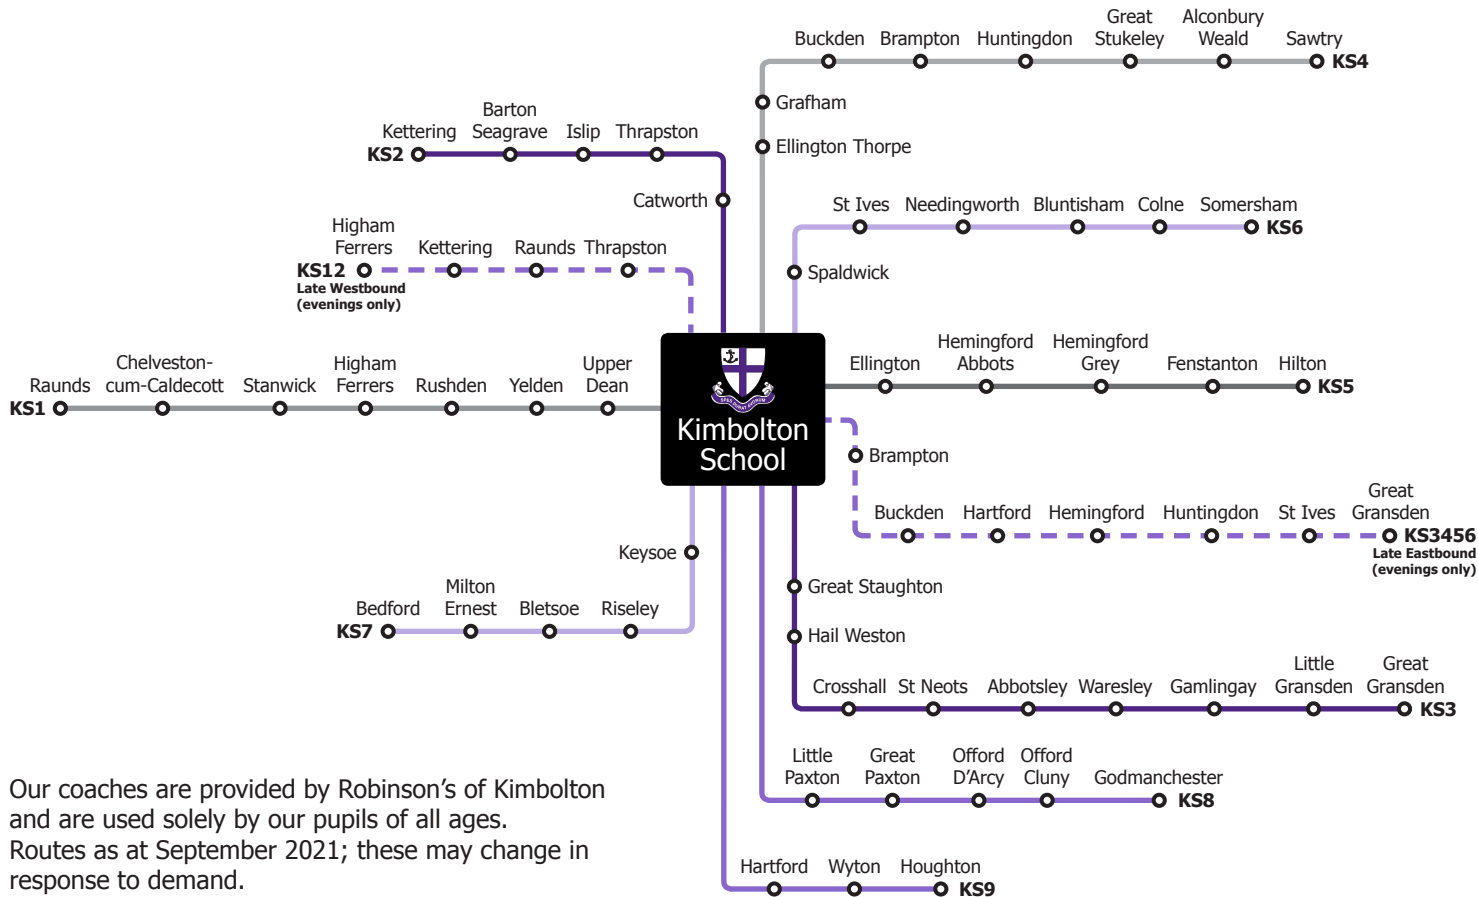 Buckden
Brampton
Huntingdon
Great
Stukeley
Alconbury
Weald
Sawtry
KS4
Grafham
Ellington Thorpe
Kettering
Barton
Seagrave
Islip
Thrapston
KS2
Catworth
St Ives
Needingworth
Bluntisham
Colne
Somersham
KS6
Spaldwick
Higham
Ferrers
Kettering
Raunds
Thrapston
KS12
Late Westbound
(evenings only)
Raunds
Chelveston-
cum-Caldecott
Stanwick
Higham
Ferrers
Rushden
Yelden
Upper
Dean
KS1
SPES DURAT AVORUM
Kimbolton
School
Ellington
Hemingford
Abbots
Hemingford
Grey
Fenstanton
Hilton
KS5
Brampton
Buckden
Hartford
Hemingford
Huntingdon
St Ives
Great
Gransden
KS3456
Late Eastbound
(evenings only)
Keysoe
Bedford
Milton
Ernest
Bletsoe
Riseley
KS7
Great Staughton
Hail Weston
Crosshall
St Neots
Abbotsley
Waresley
Gamlingay
Little
Gransden
Great
Gransden
KS3
Little
Paxton
Great
Paxton
Offord
D'Arcy
Offord
Cluny
Godmanchester
KS8
Hartford
Wyton
Houghton
KS9
Our coaches are provided by Robinson's of Kimbolton
and are used solely by our pupils of all ages.
Routes as at September 2021; these may change in
response to demand.